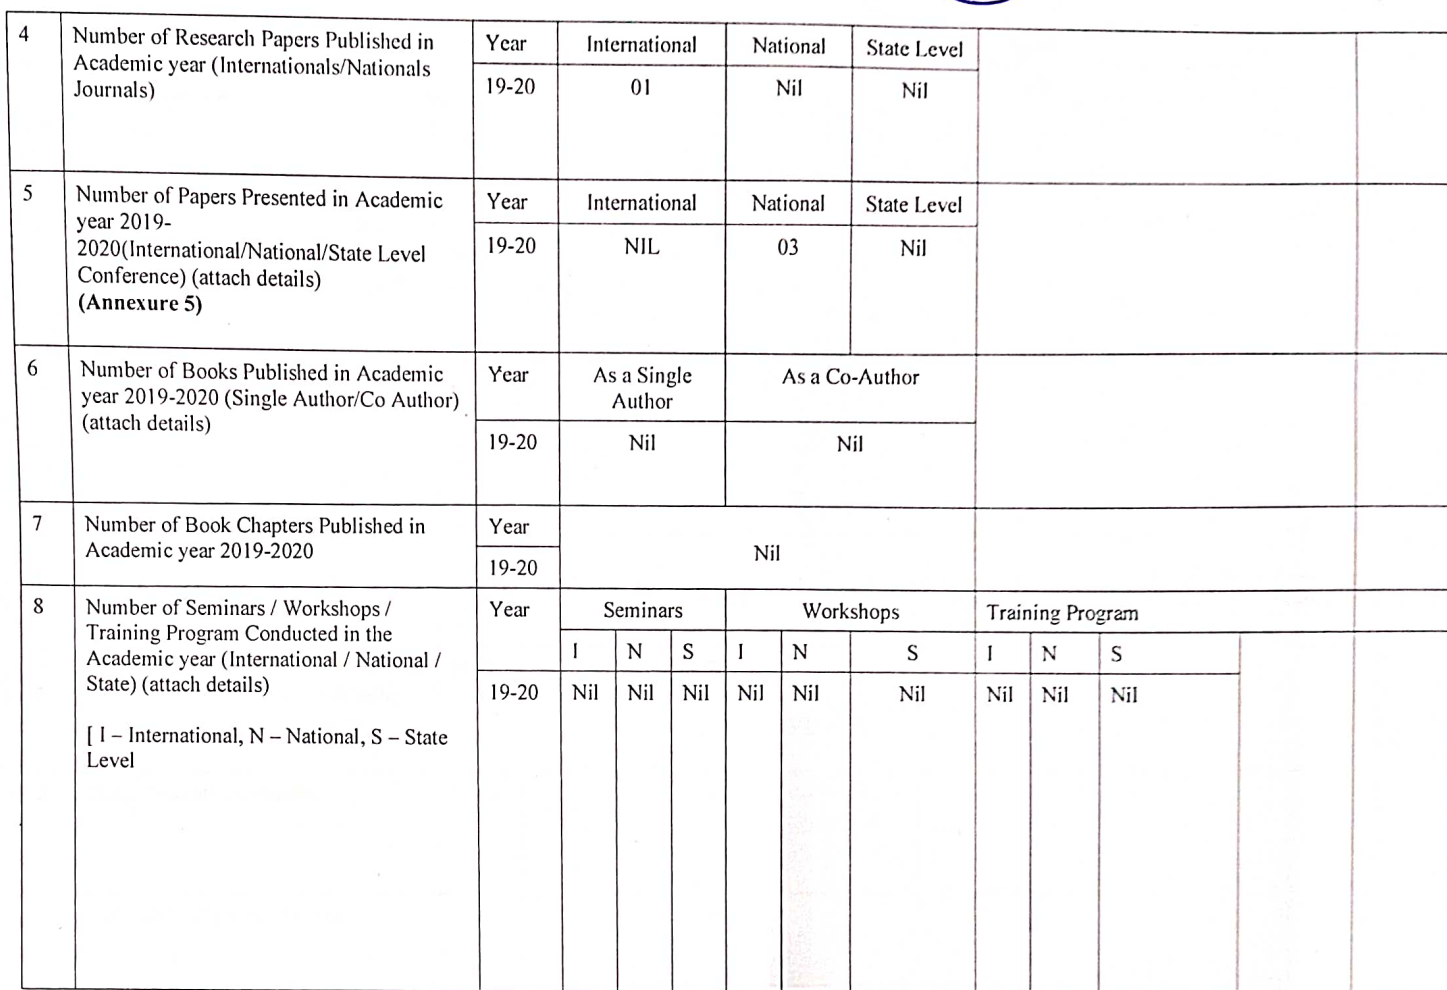 4
Number of Research Papers Published in
Academic year (Internationals/Nationals
Journals)
Year International National State Level
19-20 01 Nil Nil
5
Number of Papers Presented in Academic
year 2019-
2020(International/National/State Level
Conference) (attach details)
(Annexure 5)
Year International National State Level
19-20 NIL 03 Nil
6
Number of Books Published in Academic
year 2019-2020 (Single Author/Co Author)
(attach details)
Year As a Single
Author
As a Co-Author
19-20 Nil Nil
7
Number of Book Chapters Published in
Academic year 2019-2020
Year
19-20
Nil
8
Number of Seminars / Workshops /
Training Program Conducted in the
Academic year (International / National /
State) (attach details)
[ I – International, N – National, S – State
Level
Year Seminars Workshops Training Program
I N S I N S I N S
19-20 Nil Nil Nil Nil Nil Nil Nil Nil Nil